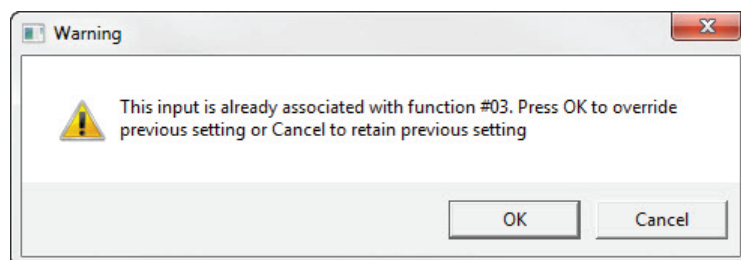 Warning
This input is already associated with function #03. Press OK to override
previous setting or Cancel to retain previous setting
OK
Cancel